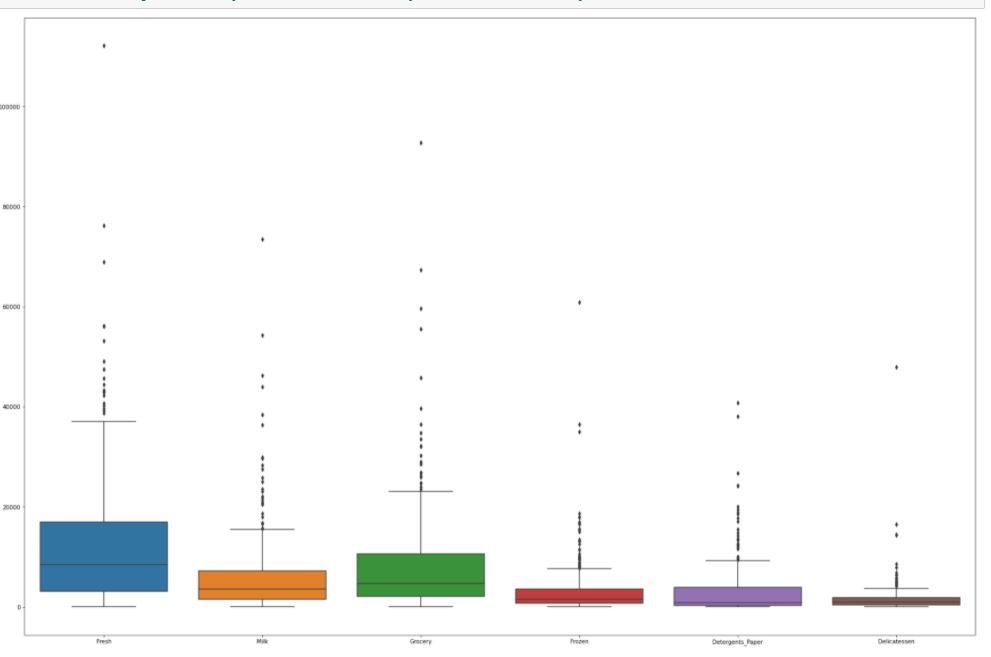 100000
80000
60000
40000
20000
0
Fresh
Milk
Grocery
Frozen
Detergents_Paper
Delicatessen